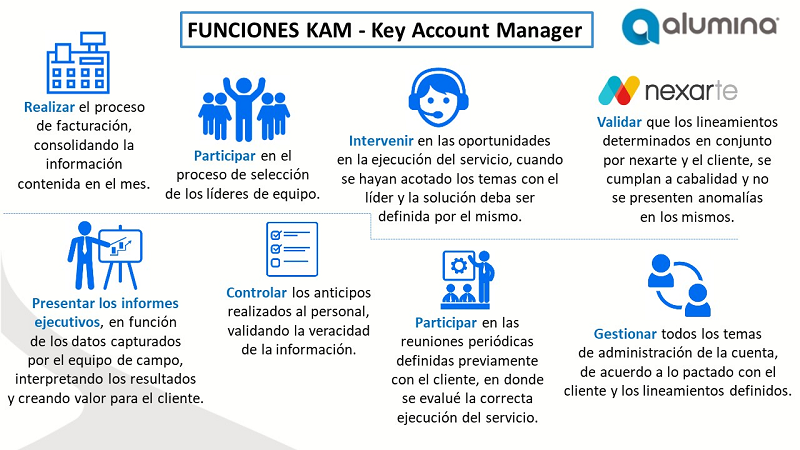 FUNCIONES KAM - Key Account Manager
alumina
Realizar el proceso
de facturación,
consolidando la
información
contenida en el mes.
Participar en el
proceso de selección
de los líderes de equipo.
Intervenir en las oportunidades
en la ejecución del servicio, cuando
se hayan acotado los temas con el
líder y la solución deba ser
definida por el mismo.
nexarte
Validar que los lineamientos
determinados en conjunto
por nexarte y el cliente, se
cumplan a cabalidad y no
se presenten anomalías
en los mismos.
Presentar los informes
ejecutivos, en función
de los datos capturados
por el equipo de campo,
interpretando los resultados
y creando valor para el cliente.
Controlar los anticipos
realizados al personal,
validando la veracidad
de la información.
Participar en las
reuniones periódicas
definidas previamente
con el cliente, en donde
se evalué la correcta
ejecución del servicio.
Gestionar todos los temas
de administración de la cuenta,
de acuerdo a lo pactado con el
cliente y los lineamientos definidos.